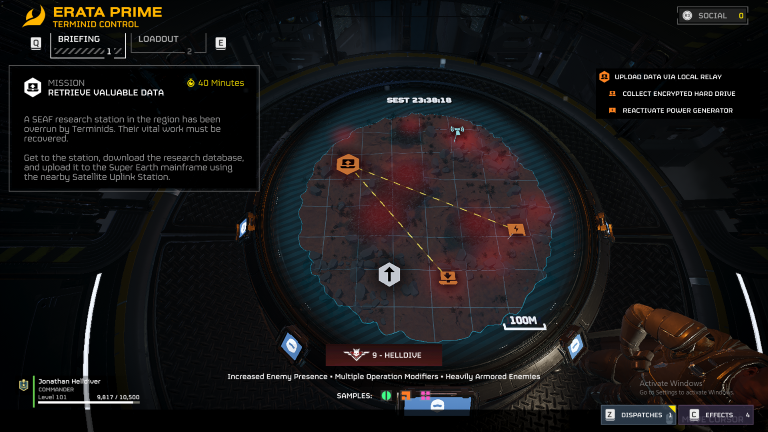 ERATA PRIME
TERMINID CONTROL
SOCIAL 0
Q BRIEFING 1 LOADOUT 2 E
MISSION
RETRIEVE VALUABLE DATA
40 Minutes
A SEAF research station in the region has been
overrun by Terminids. Their vital work must be
recovered.
Get to the station, download the research database,
and upload it to the Super Earth mainframe using
the nearby Satellite Uplink Station.
UPLOAD DATA VIA LOCAL RELAY
COLLECT ENCRYPTED HARD DRIVE
REACTIVATE POWER GENERATOR
SEST 23:38:18
100M
9 - HELLDIVE
Increased Enemy Presence • Multiple Operation Modifiers • Heavily Armored Enemies
SAMPLES:
Jonathan Helldiver
COMMANDER
Level 101 9,817 / 10,500
Activate Windows
Go to Settings to activate Windows.
Z DISPATCHES 1 C EFFECTS 4